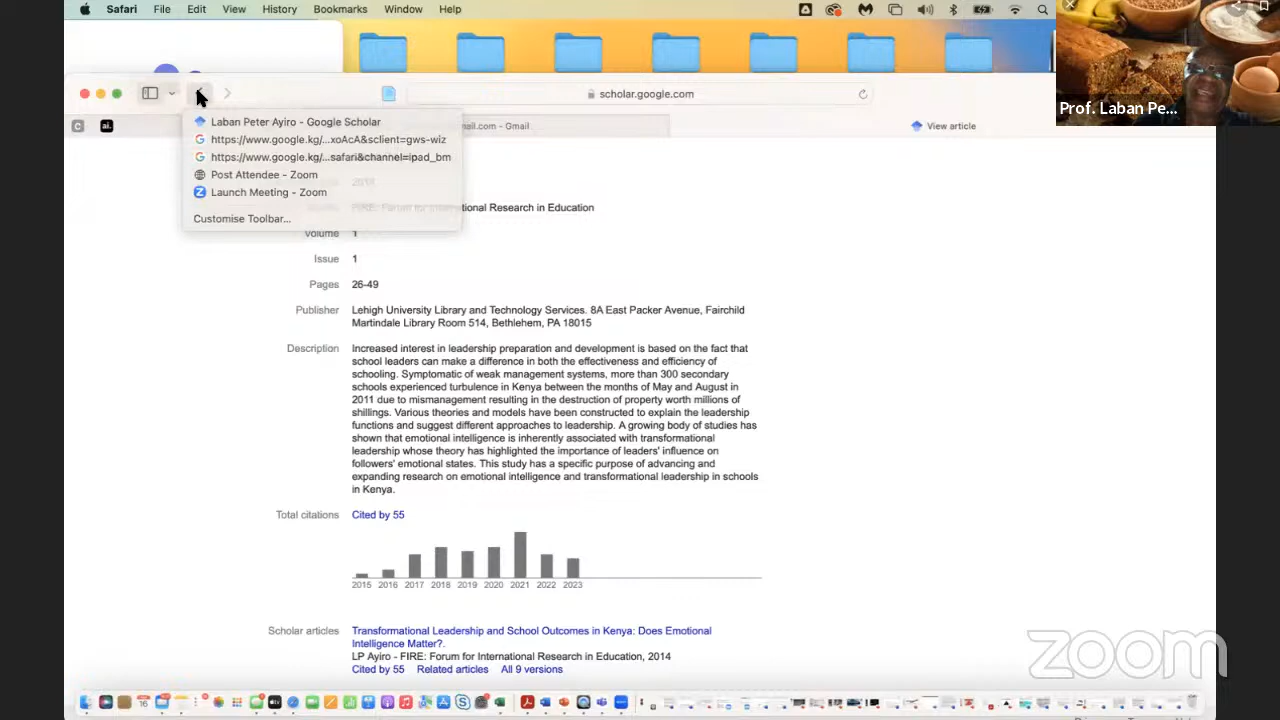 Safari File Edit View History Bookmarks Window Help
scholar.google.com
Prof. Laban Pe...
C ai. mail.com - Gmail View article
Laban Peter Ayiro - Google Scholar
https://www.google.kg/...xoAcA&sclient=gws-wiz
https://www.google.kg/...safari&channel=ipad_bm
Post Attendee - Zoom
Launch Meeting - Zoom
Customise Toolbar...
FIRE: Forum for International Research in Education
Volume 1
Issue 1
Pages 26-49
Publisher Lehigh University Library and Technology Services. 8A East Packer Avenue, Fairchild
Martindale Library Room 514, Bethlehem, PA 18015
Description Increased interest in leadership preparation and development is based on the fact that
school leaders can make a difference in both the effectiveness and efficiency of
schooling. Symptomatic of weak management systems, more than 300 secondary
schools experienced turbulence in Kenya between the months of May and August in
2011 due to mismanagement resulting in the destruction of property worth millions of
shillings. Various theories and models have been constructed to explain the leadership
functions and suggest different approaches to leadership. A growing body of studies has
shown that emotional intelligence is inherently associated with transformational
leadership whose theory has highlighted the importance of leaders' influence on
followers' emotional states. This study has a specific purpose of advancing and
expanding research on emotional intelligence and transformational leadership in schools
in Kenya.
Total citations Cited by 55
2015 2016 2017 2018 2019 2020 2021 2022 2023
Scholar articles Transformational Leadership and School Outcomes in Kenya: Does Emotional
Intelligence Matter?.
LP Ayiro - FIRE: Forum for International Research in Education, 2014
Cited by 55 Related articles All 9 versions
zoom